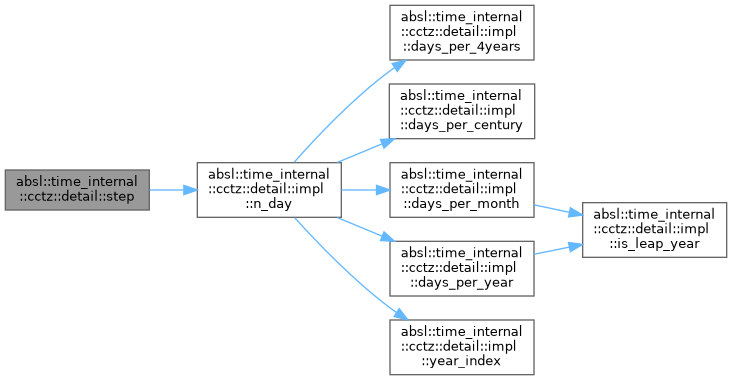 absl::time_internal
::cctz::detail::step
absl::time_internal
::cctz::detail::impl
::n_day
absl::time_internal
::cctz::detail::impl
::days_per_4years
absl::time_internal
::cctz::detail::impl
::days_per_century
absl::time_internal
::cctz::detail::impl
::days_per_month
absl::time_internal
::cctz::detail::impl
::days_per_year
absl::time_internal
::cctz::detail::impl
::year_index
absl::time_internal
::cctz::detail::impl
::is_leap_year